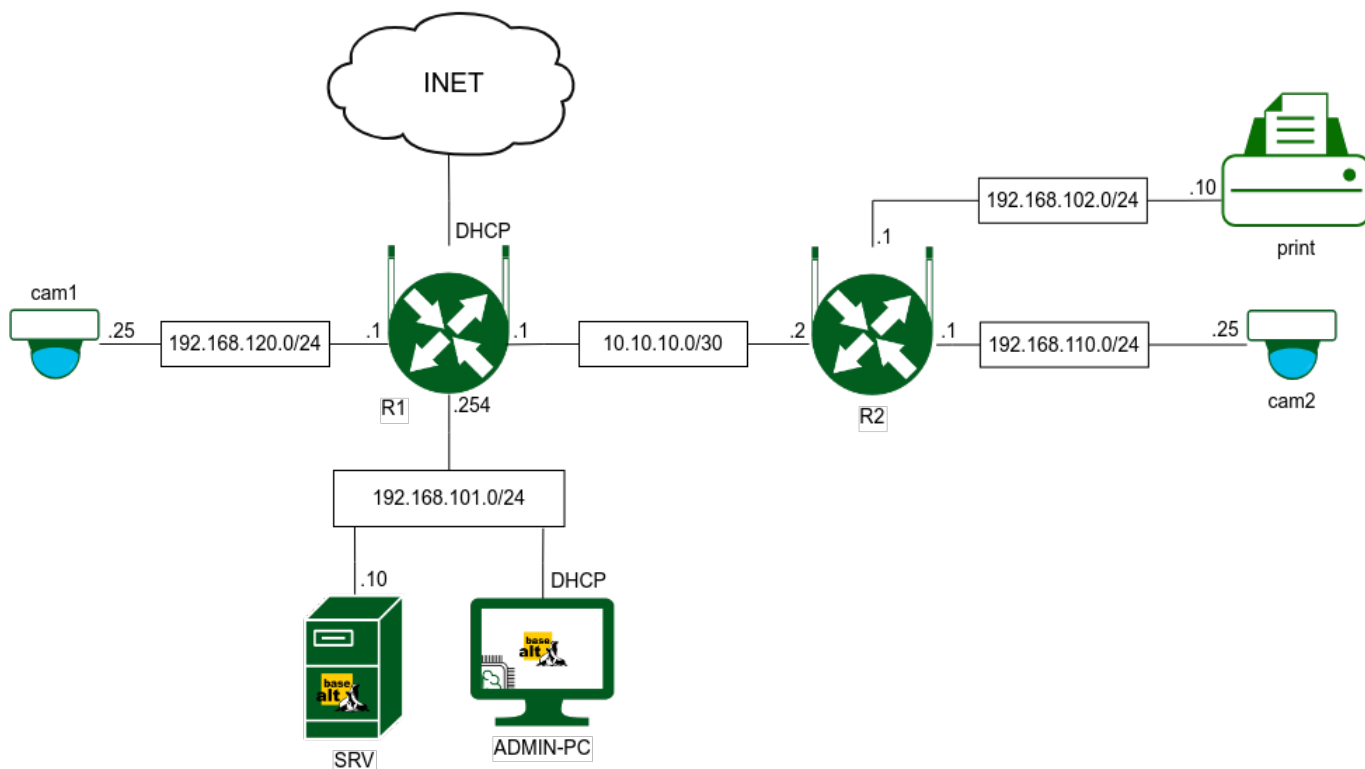 INET
DHCP
192.168.102.0/24
.10
.1
print
cam1
.25
192.168.120.0/24
.1
.1
10.10.10.0/30
.2
.1
192.168.110.0/24
.25
cam2
R1
.254
R2
192.168.101.0/24
.10
DHCP
base
alt
base
alt
SRV
ADMIN-PC